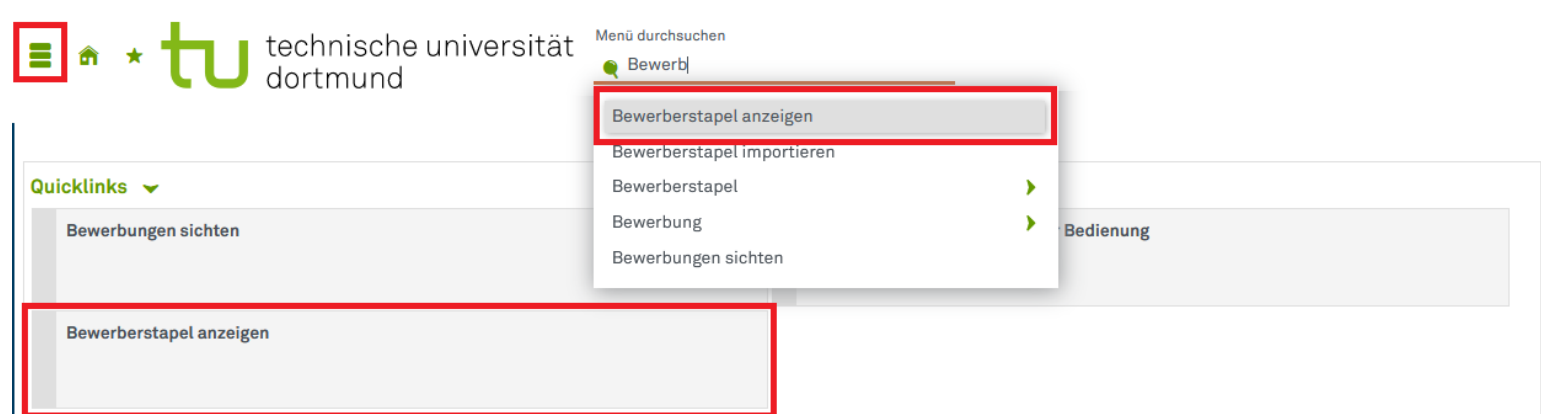 technische universität
dortmund
Menü durchsuchen
Bewerb
Bewerberstapel anzeigen
Bewerberstapel importieren
Bewerberstapel
Bewerbung
Bewerbungen sichten
Quicklinks
Bewerbungen sichten
Bedienung
Bewerberstapel anzeigen